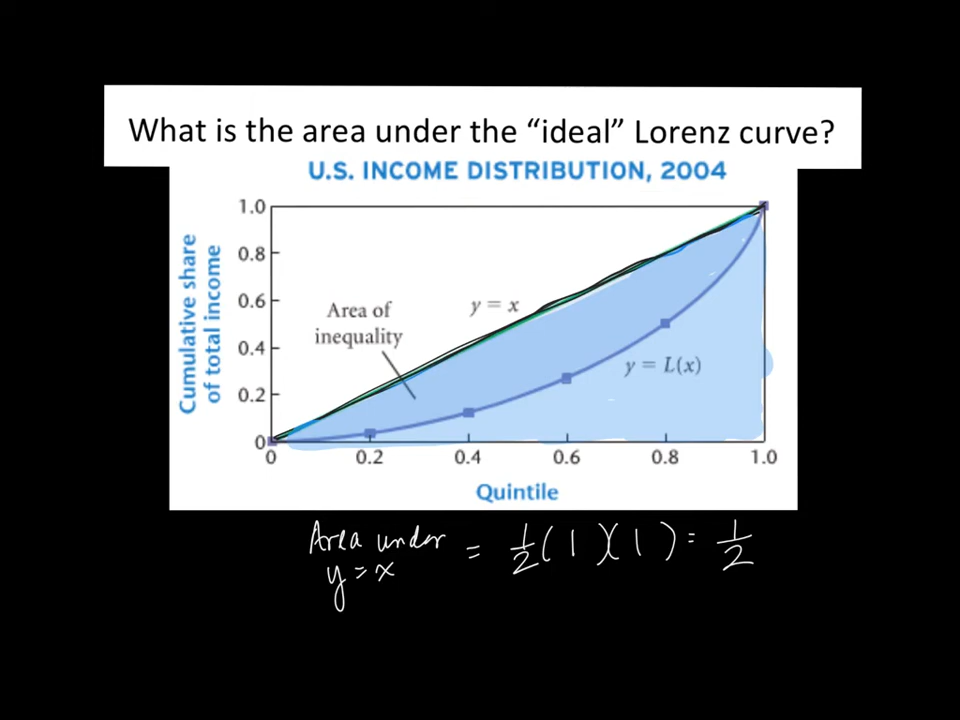 What is the area under the “ideal” Lorenz curve?
U.S. INCOME DISTRIBUTION, 2004
Cumulative share
of total income
1.0
0.8
0.6
0.4
0.2
0
Area of
inequality
y = x
y = L(x)
0 0.2 0.4 0.6 0.8 1.0
Quintile
Area under
y = x
= 1/2 (1)(1) = 1/2